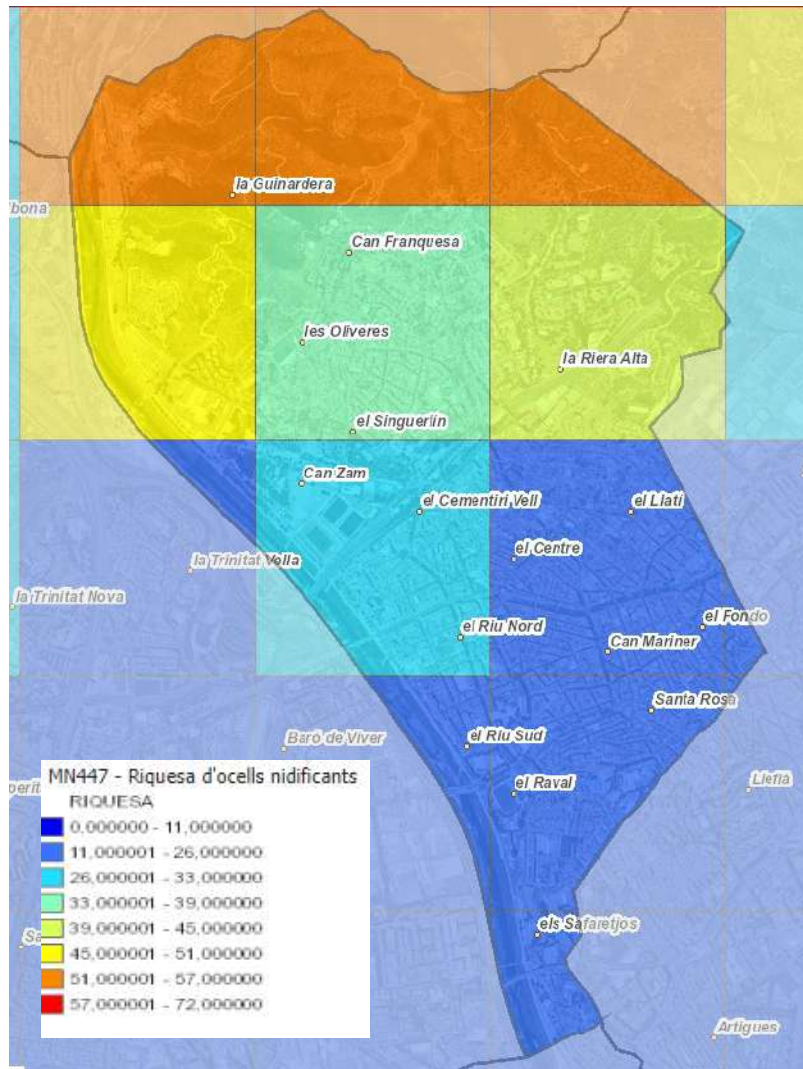 la Guinardera
Can Franquesa
les Oliveres
la Riera Alta
el Singuerlín
Can Zam
el Cementiri Vell
el Llatí
el Centre
la Trinitat Vella
la Trinitat Nova
el Fondo
el Riu Nord
Can Mariner
Santa Rosa
el Riu Sud
Baró de Viver
el Raval
Llefià
els Safaretjos
Artigues
MN447 - Riquesa d'ocells nidificants
RIQUESA
0,000000 - 11,000000
11,000001 - 26,000000
26,000001 - 33,000000
33,000001 - 39,000000
39,000001 - 45,000000
45,000001 - 51,000000
51,000001 - 57,000000
57,000001 - 72,000000